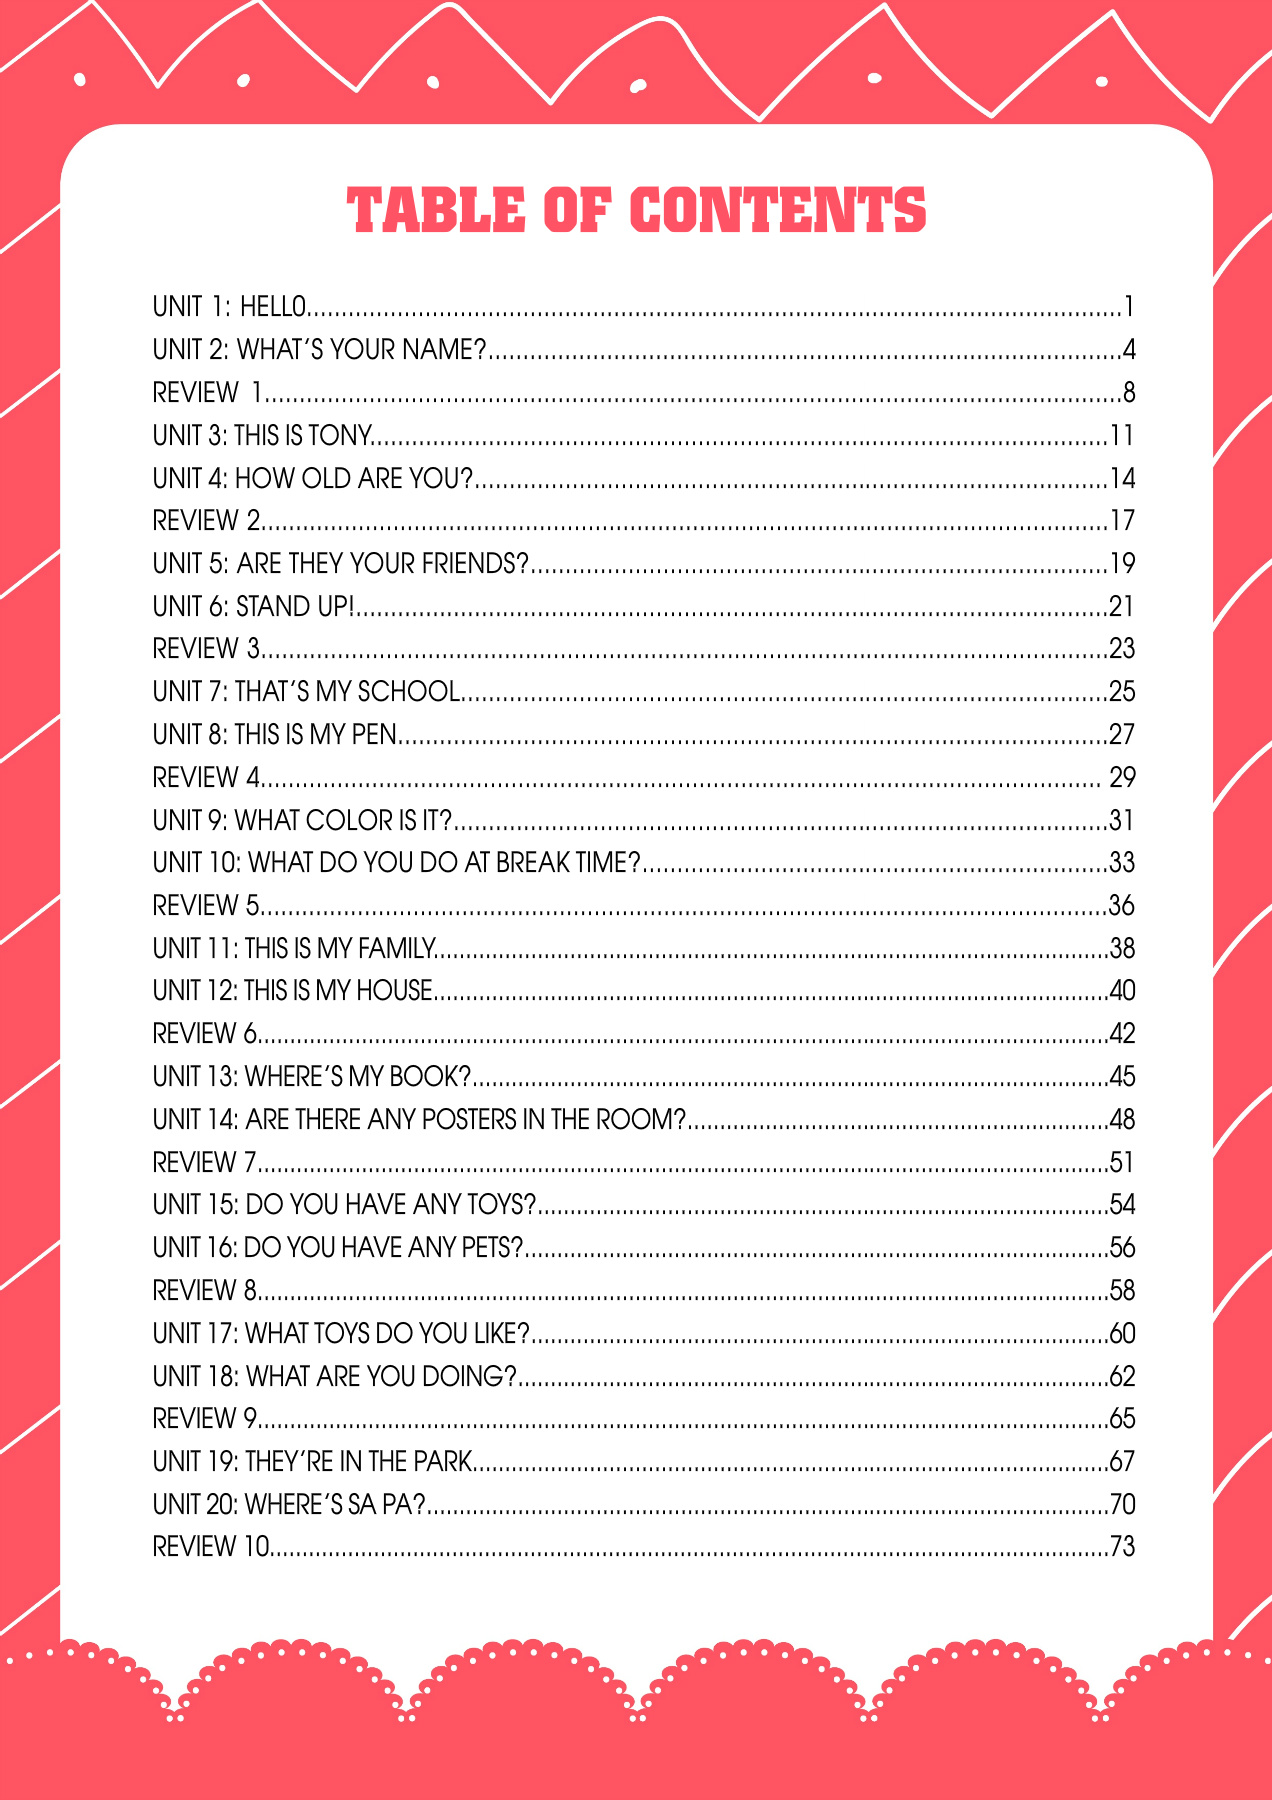 TABLE OF CONTENTS
UNIT 1: HELLO........................................................................................................................1
UNIT 2: WHAT'S YOUR NAME?.............................................................................................4
REVIEW 1..............................................................................................................................8
UNIT 3: THIS IS TONY............................................................................................................11
UNIT 4: HOW OLD ARE YOU?.............................................................................................14
REVIEW 2............................................................................................................................17
UNIT 5: ARE THEY YOUR FRIENDS?.....................................................................................19
UNIT 6: STAND UP!..............................................................................................................21
REVIEW 3............................................................................................................................23
UNIT 7: THAT'S MY SCHOOL...............................................................................................25
UNIT 8: THIS IS MY PEN........................................................................................................27
REVIEW 4........................................................................................................................... 29
UNIT 9: WHAT COLOR IS IT?................................................................................................31
UNIT 10: WHAT DO YOU DO AT BREAK TIME?....................................................................33
REVIEW 5............................................................................................................................36
UNIT 11: THIS IS MY FAMILY..................................................................................................38
UNIT 12: THIS IS MY HOUSE..................................................................................................40
REVIEW 6............................................................................................................................42
UNIT 13: WHERE'S MY BOOK?.............................................................................................45
UNIT 14: ARE THERE ANY POSTERS IN THE ROOM?..............................................................48
REVIEW 7............................................................................................................................51
UNIT 15: DO YOU HAVE ANY TOYS?...................................................................................54
UNIT 16: DO YOU HAVE ANY PETS?.....................................................................................56
REVIEW 8............................................................................................................................58
UNIT 17: WHAT TOYS DO YOU LIKE?....................................................................................60
UNIT 18: WHAT ARE YOU DOING?......................................................................................62
REVIEW 9............................................................................................................................65
UNIT 19: THEY'RE IN THE PARK.............................................................................................67
UNIT 20: WHERE'S SA PA?....................................................................................................70
REVIEW 10..........................................................................................................................73